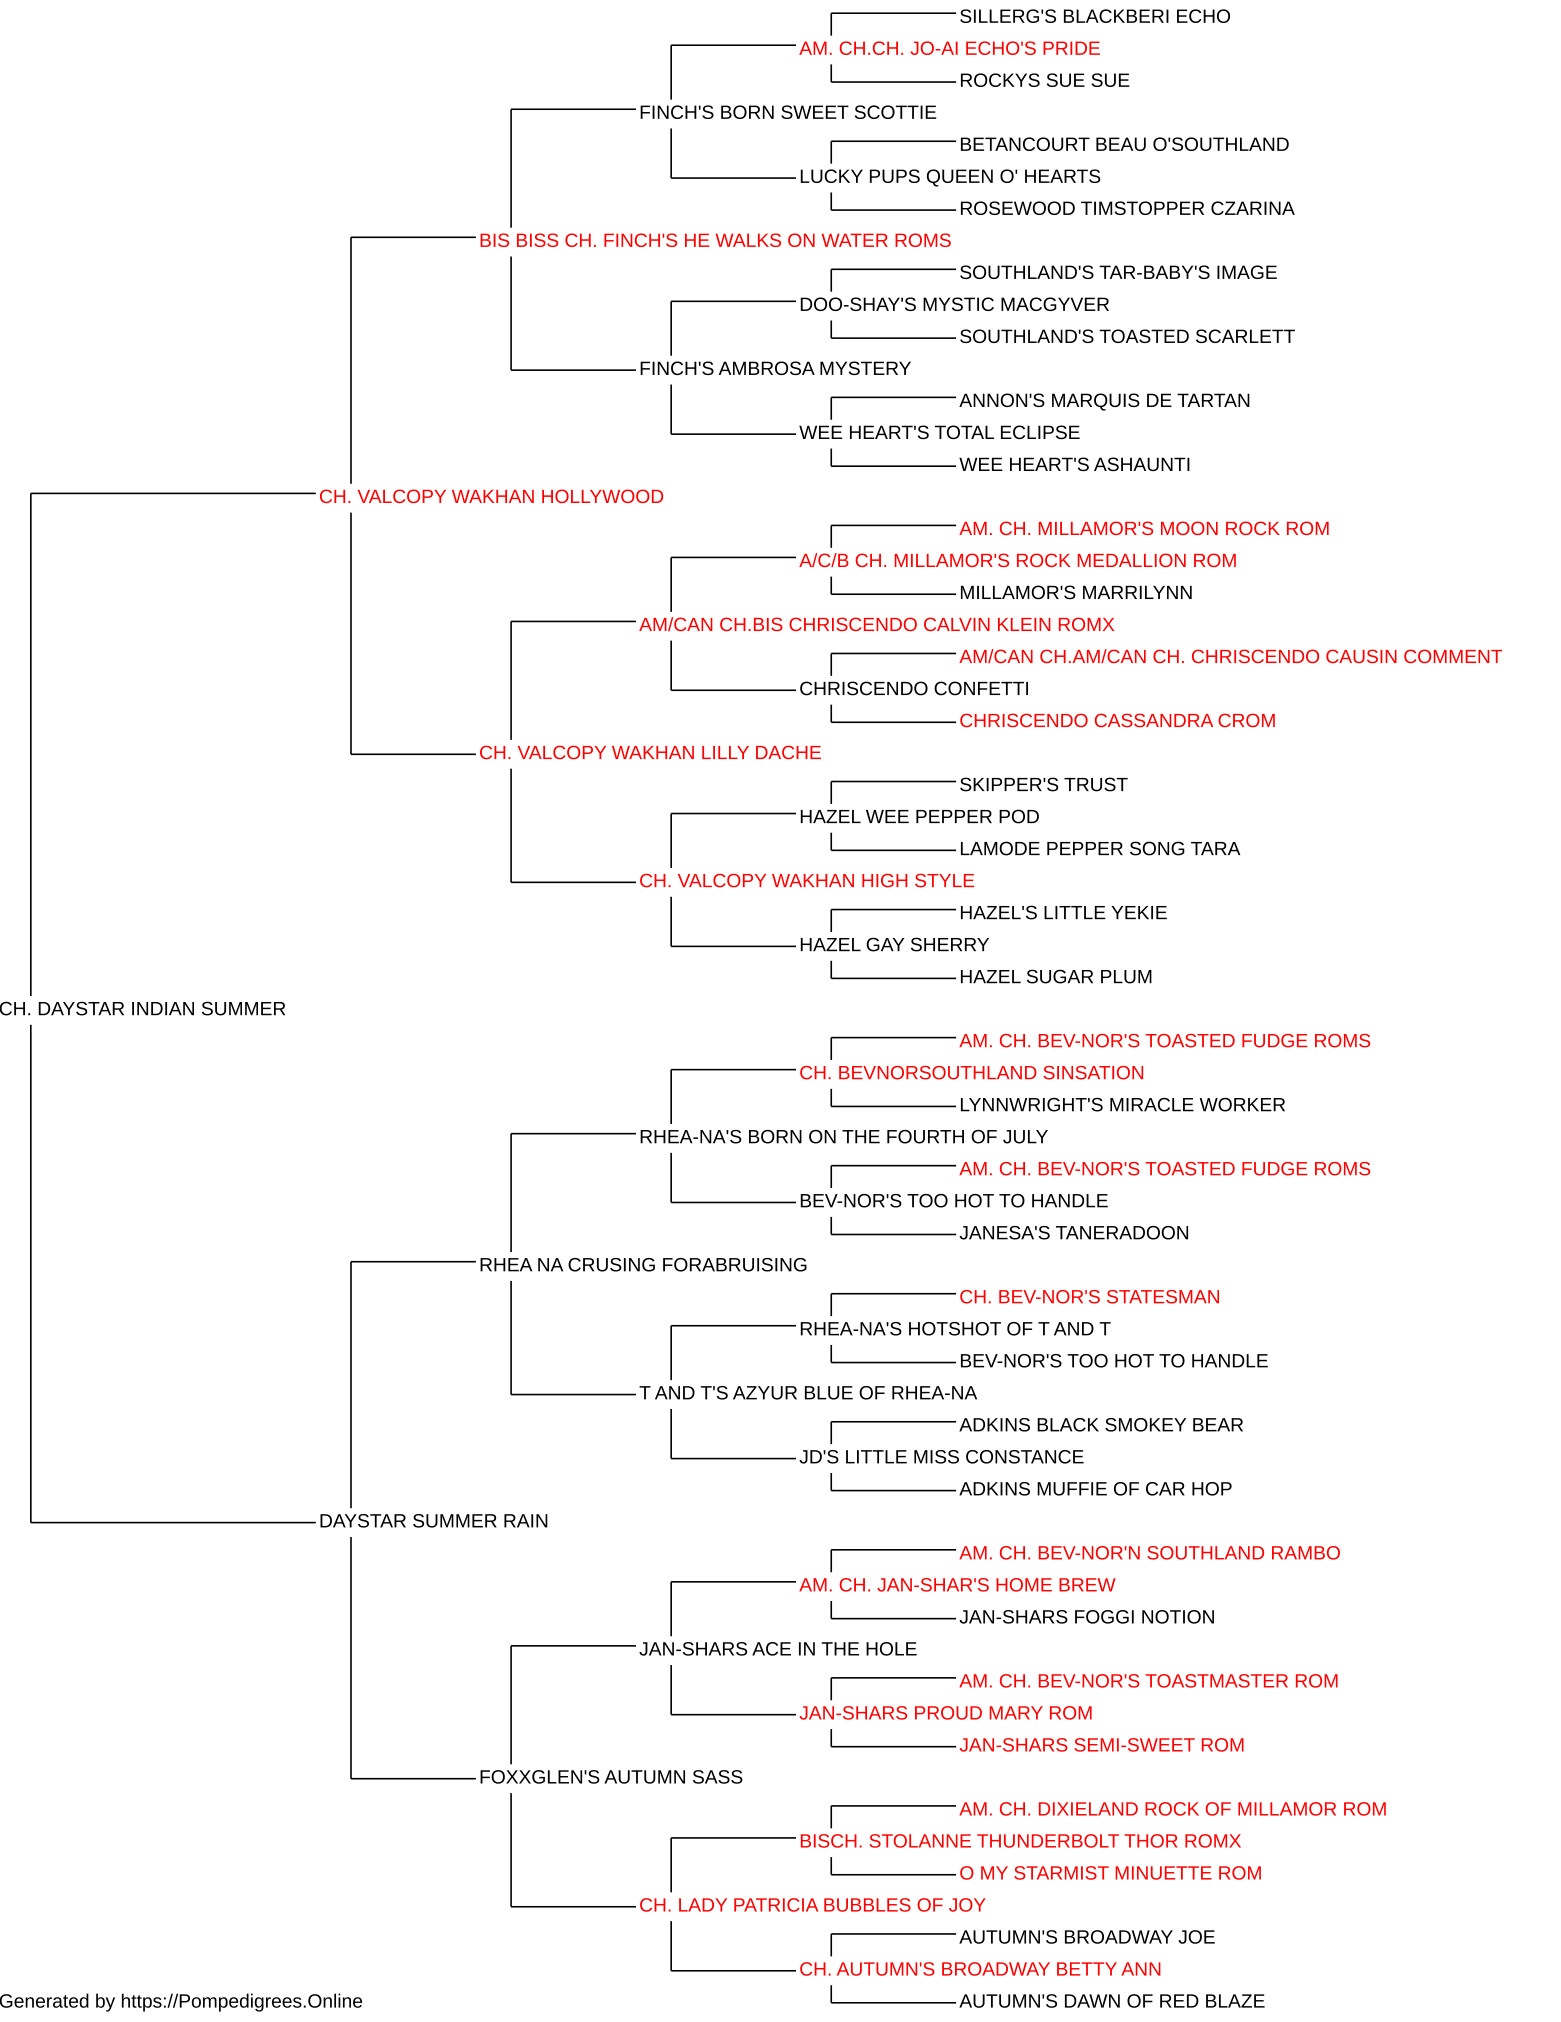 SILLERG'S BLACKBERI ECHO
AM. CH.CH. JO-AI ECHO'S PRIDE
ROCKYS SUE SUE
FINCH'S BORN SWEET SCOTTIE
BETANCOURT BEAU O'SOUTHLAND
LUCKY PUPS QUEEN O' HEARTS
ROSEWOOD TIMSTOPPER CZARINA
BIS BISS CH. FINCH'S HE WALKS ON WATER ROMS
SOUTHLAND'S TAR-BABY'S IMAGE
DOO-SHAY'S MYSTIC MACGYVER
SOUTHLAND'S TOASTED SCARLETT
FINCH'S AMBROSA MYSTERY
ANNON'S MARQUIS DE TARTAN
WEE HEART'S TOTAL ECLIPSE
WEE HEART'S ASHAUNTI
CH. VALCOPY WAKHAN HOLLYWOOD
AM. CH. MILLAMOR'S MOON ROCK ROM
A/C/B CH. MILLAMOR'S ROCK MEDALLION ROM
MILLAMOR'S MARRILYNN
AM/CAN CH.BIS CHRISCENDO CALVIN KLEIN ROMX
AM/CAN CH.AM/CAN CH. CHRISCENDO CAUSIN COMMENT
CHRISCENDO CONFETTI
CHRISCENDO CASSANDRA CROM
CH. VALCOPY WAKHAN LILLY DACHE
SKIPPER'S TRUST
HAZEL WEE PEPPER POD
LAMODE PEPPER SONG TARA
CH. VALCOPY WAKHAN HIGH STYLE
HAZEL'S LITTLE YEKIE
HAZEL GAY SHERRY
HAZEL SUGAR PLUM
CH. DAYSTAR INDIAN SUMMER
AM. CH. BEV-NOR'S TOASTED FUDGE ROMS
CH. BEVNORSOUTHLAND SINSATION
LYNNWRIGHT'S MIRACLE WORKER
RHEA-NA'S BORN ON THE FOURTH OF JULY
AM. CH. BEV-NOR'S TOASTED FUDGE ROMS
BEV-NOR'S TOO HOT TO HANDLE
JANESA'S TANERADOON
RHEA NA CRUSING FORABRUISING
CH. BEV-NOR'S STATESMAN
RHEA-NA'S HOTSHOT OF T AND T
BEV-NOR'S TOO HOT TO HANDLE
T AND T'S AZYUR BLUE OF RHEA-NA
ADKINS BLACK SMOKEY BEAR
JD'S LITTLE MISS CONSTANCE
ADKINS MUFFIE OF CAR HOP
DAYSTAR SUMMER RAIN
AM. CH. BEV-NOR'N SOUTHLAND RAMBO
AM. CH. JAN-SHAR'S HOME BREW
JAN-SHARS FOGGI NOTION
JAN-SHARS ACE IN THE HOLE
AM. CH. BEV-NOR'S TOASTMASTER ROM
JAN-SHARS PROUD MARY ROM
JAN-SHARS SEMI-SWEET ROM
FOXXGLEN'S AUTUMN SASS
AM. CH. DIXIELAND ROCK OF MILLAMOR ROM
BISCH. STOLANNE THUNDERBOLT THOR ROMX
O MY STARMIST MINUETTE ROM
CH. LADY PATRICIA BUBBLES OF JOY
AUTUMN'S BROADWAY JOE
CH. AUTUMN'S BROADWAY BETTY ANN
AUTUMN'S DAWN OF RED BLAZE
Generated by https://Pompedigrees.Online